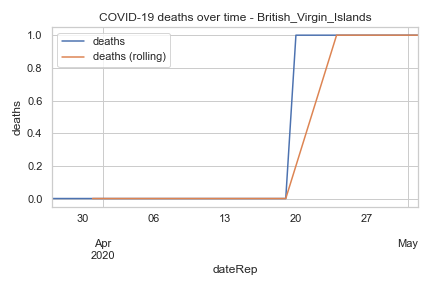 COVID-19 deaths over time - British_Virgin_Islands
deaths
deaths (rolling)
1.0
0.8
0.6
0.4
0.2
0.0
deaths
30
06
13
20
27
Apr
2020
May
dateRep